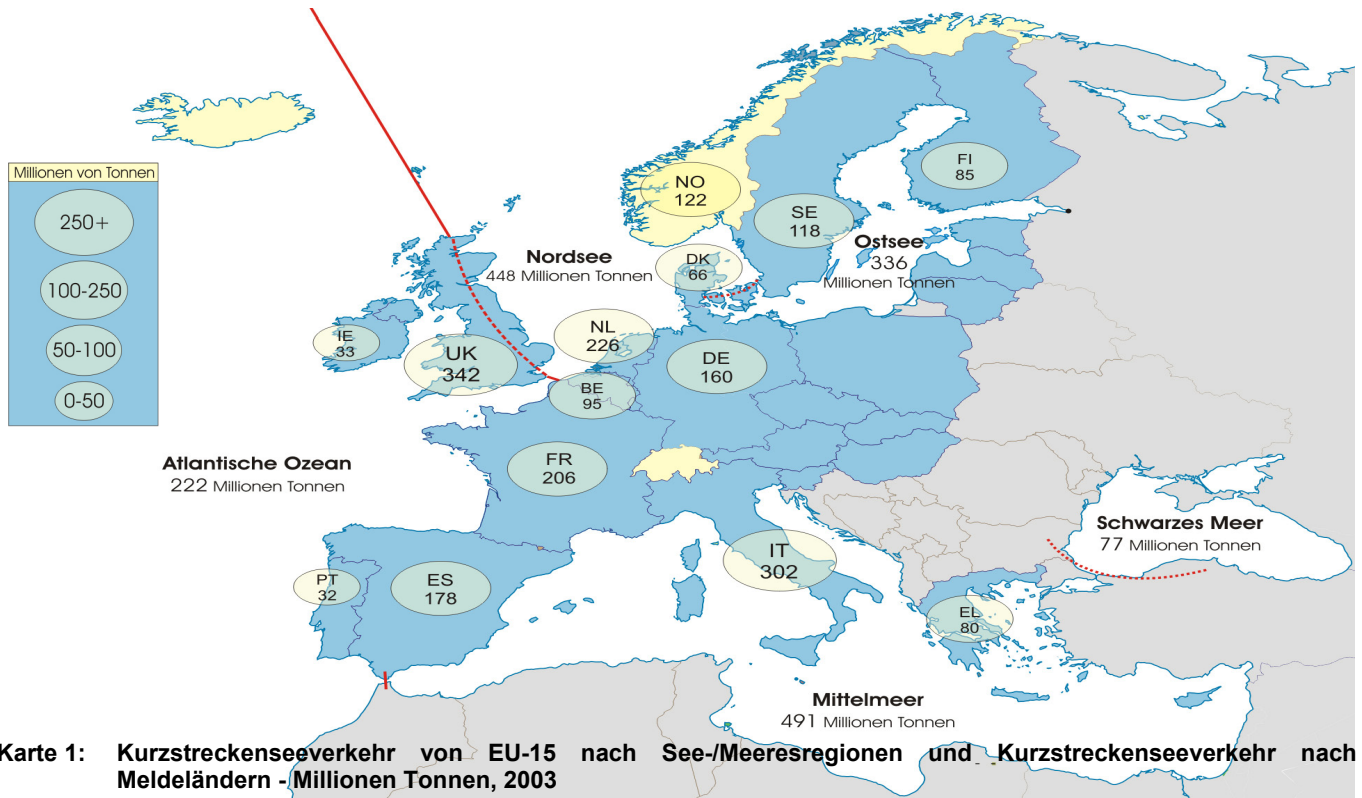 Millionen von Tonnen
250+
100-250
50-100
0-50
NO
122
FI
85
SE
118
Nordsee
448 Millionen Tonnen
Ostsee
336
Millionen Tonnen
DK
66
IE
33
UK
342
NL
226
DE
160
BE
95
Atlantische Ozean
222 Millionen Tonnen
FR
206
Schwarzes Meer
77 Millionen Tonnen
IT
302
PT
32
ES
178
EL
80
Mittelmeer
491 Millionen Tonnen
Karte 1: Kurzstreckenseeverkehr von EU-15 nach See-/Meeresregionen und Kurzstreckenseeverkehr nach
Meldeländern - Millionen Tonnen, 2003